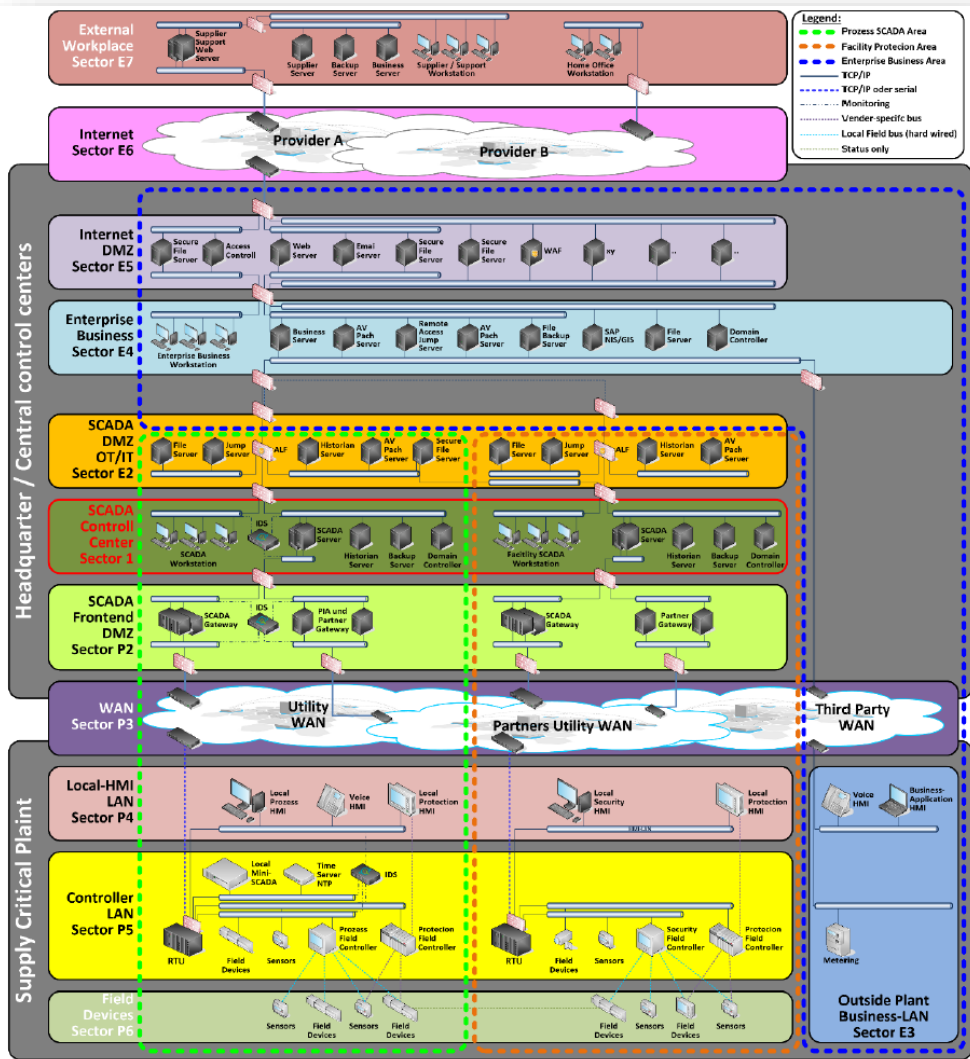 External
Workplace
Sector E7
Supplier
Support
Web
Server
Supplier
Server
Backup
Server
Business
Server
Supplier / Support
Workstation
Home Office
Workstation
Legend:
Prozess SCADA Area
Facility Protecion Area
Enterprise Business Area
TCP/IP
TCP/IP oder serial
Monitoring
Vender-specifc bus
Local Field bus (hard wired)
Status only
Internet
Sector E6
Provider A
Provider B
Headquarter / Central control centers
Internet
DMZ
Sector E5
Secure
File
Server
Access
Controll
Web
Server
Emai
Server
Secure
File
Server
Secure
File
Server
WAF
xy
..
..
Enterprise
Business
Sector E4
Enterprise Business
Workstation
Business
Server
AV
Pach
Server
Remote
Access
Jump
Server
AV
Pach
Server
File
Backup
Server
SAP
NIS/GIS
File
Server
Domain
Controller
SCADA
DMZ
OT/IT
Sector E2
File
Server
Jump
Server
ALF
Historian
Server
AV
Pach
Server
Secure
File
Server
File
Server
Jump
Server
ALF
Historian
Server
AV
Pach
Server
SCADA
Controll
Center
Sector 1
SCADA
Workstation
IDS
SCADA
Server
Historian
Server
Backup
Server
Domain
Controller
Fecility SCADA
Workstation
SCADA
Server
Historian
Server
Backup
Server
Domain
Controller
SCADA
Frontend
DMZ
Sector P2
SCADA
Gateway
IDS
PIA und
Partner
Gateway
SCADA
Gateway
Partner
Gateway
WAN
Sector P3
Utility
WAN
Partners Utility WAN
Third Party
WAN
Supply Critical Plaint
Local-HMI
LAN
Sector P4
Local
Prozess
HMI
Voice
HMI
Local
Protection
HMI
Local
Security
HMI
Local
Protection
HMI
HMI-LAN
Voice
HMI
Business-
Application
HMI
Controller
LAN
Sector P5
Local
Mini-
SCADA
Time
Server
NTP
IDS
RTU
Field
Devices
Sensors
Prozess
Field
Controller
Protecion
Field
Controller
RTU
Field
Devices
Sensors
Security
Field
Controller
Protecion
Field
Controller
Metering
Field
Devices
Sector P6
Sensors
Field
Devices
Sensors
Field
Devices
Field
Devices
Sensors
Field
Devices
Sensors
Outside Plant
Business-LAN
Sector E3